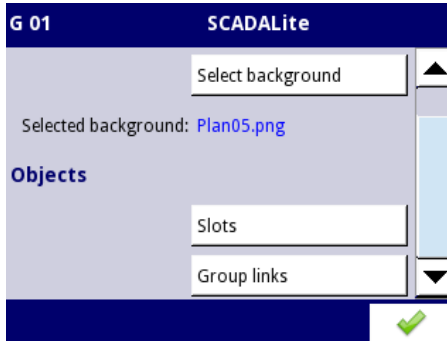 G 01 SCADALite
Select background
Selected background: Plan05.png
Objects
Slots
Group links